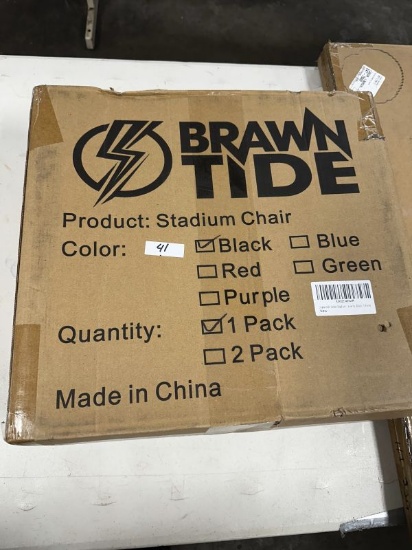 BRAWN
TIDE
Product: Stadium Chair
Color: 41 Black Blue
Red Green
Purple
Quantity: 1 Pack
2 Pack
Made in China